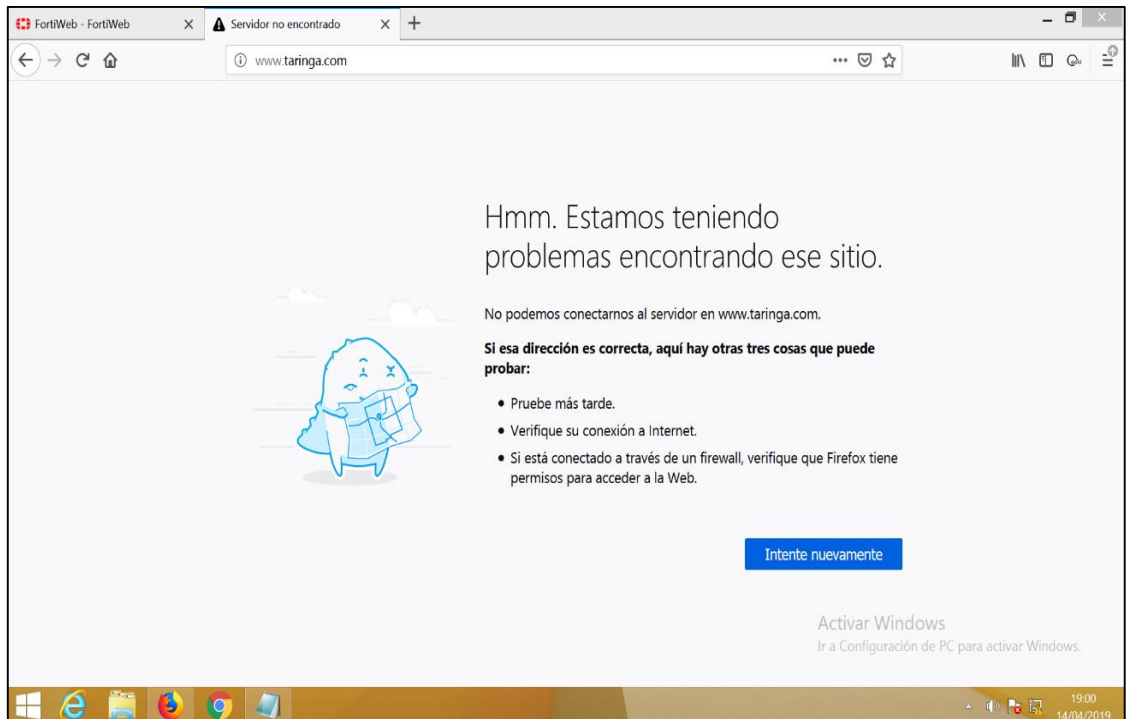 FortiWeb - FortiWeb
Servidor no encontrado
www.taringa.com
Hmm. Estamos teniendo
problemas encontrando ese sitio.
No podemos conectarnos al servidor en www.taringa.com.
Si esa dirección es correcta, aquí hay otras tres cosas que puede
probar:
• Pruebe más tarde.
• Verifique su conexión a Internet.
• Si está conectado a través de un firewall, verifique que Firefox tiene
permisos para acceder a la Web.
Intente nuevamente
Activar Windows
Ir a Configuración de PC para activar Windows.
19:00
14/04/2019